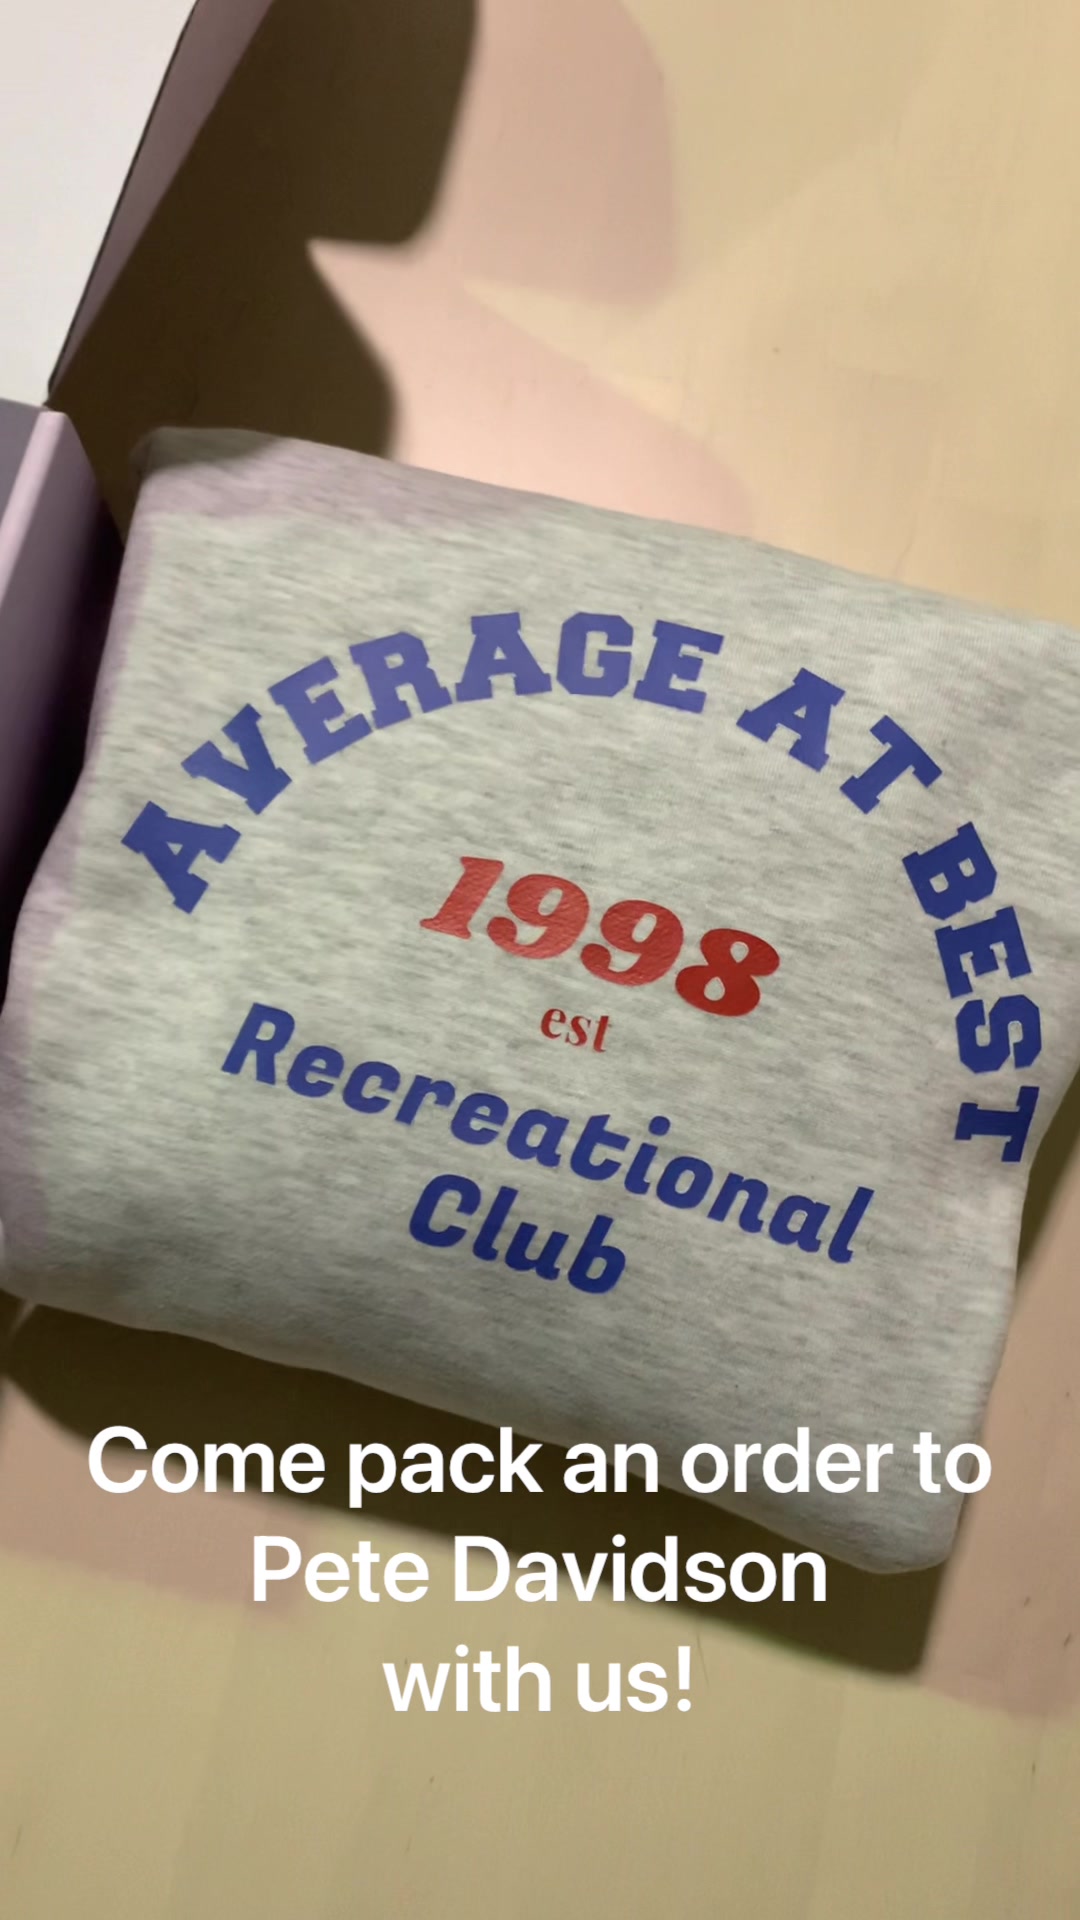 AVERAGE AT BEST
1998
est
Recreational
Club
Come pack an order to
Pete Davidson
with us!